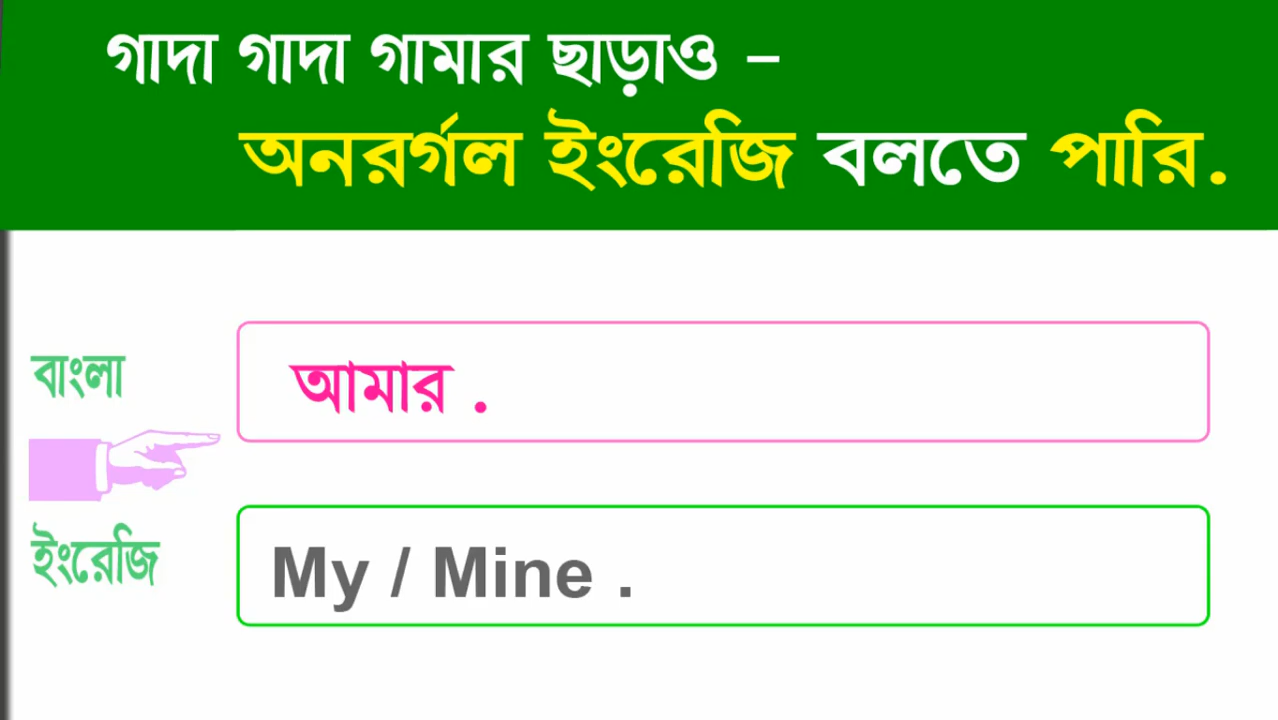 গাদা গাদা গামার ছাড়াও –
অনরর্গল ইংরেজি বলতে পারি.
বাংলা
আমার .
ইংরেজি
My / Mine .